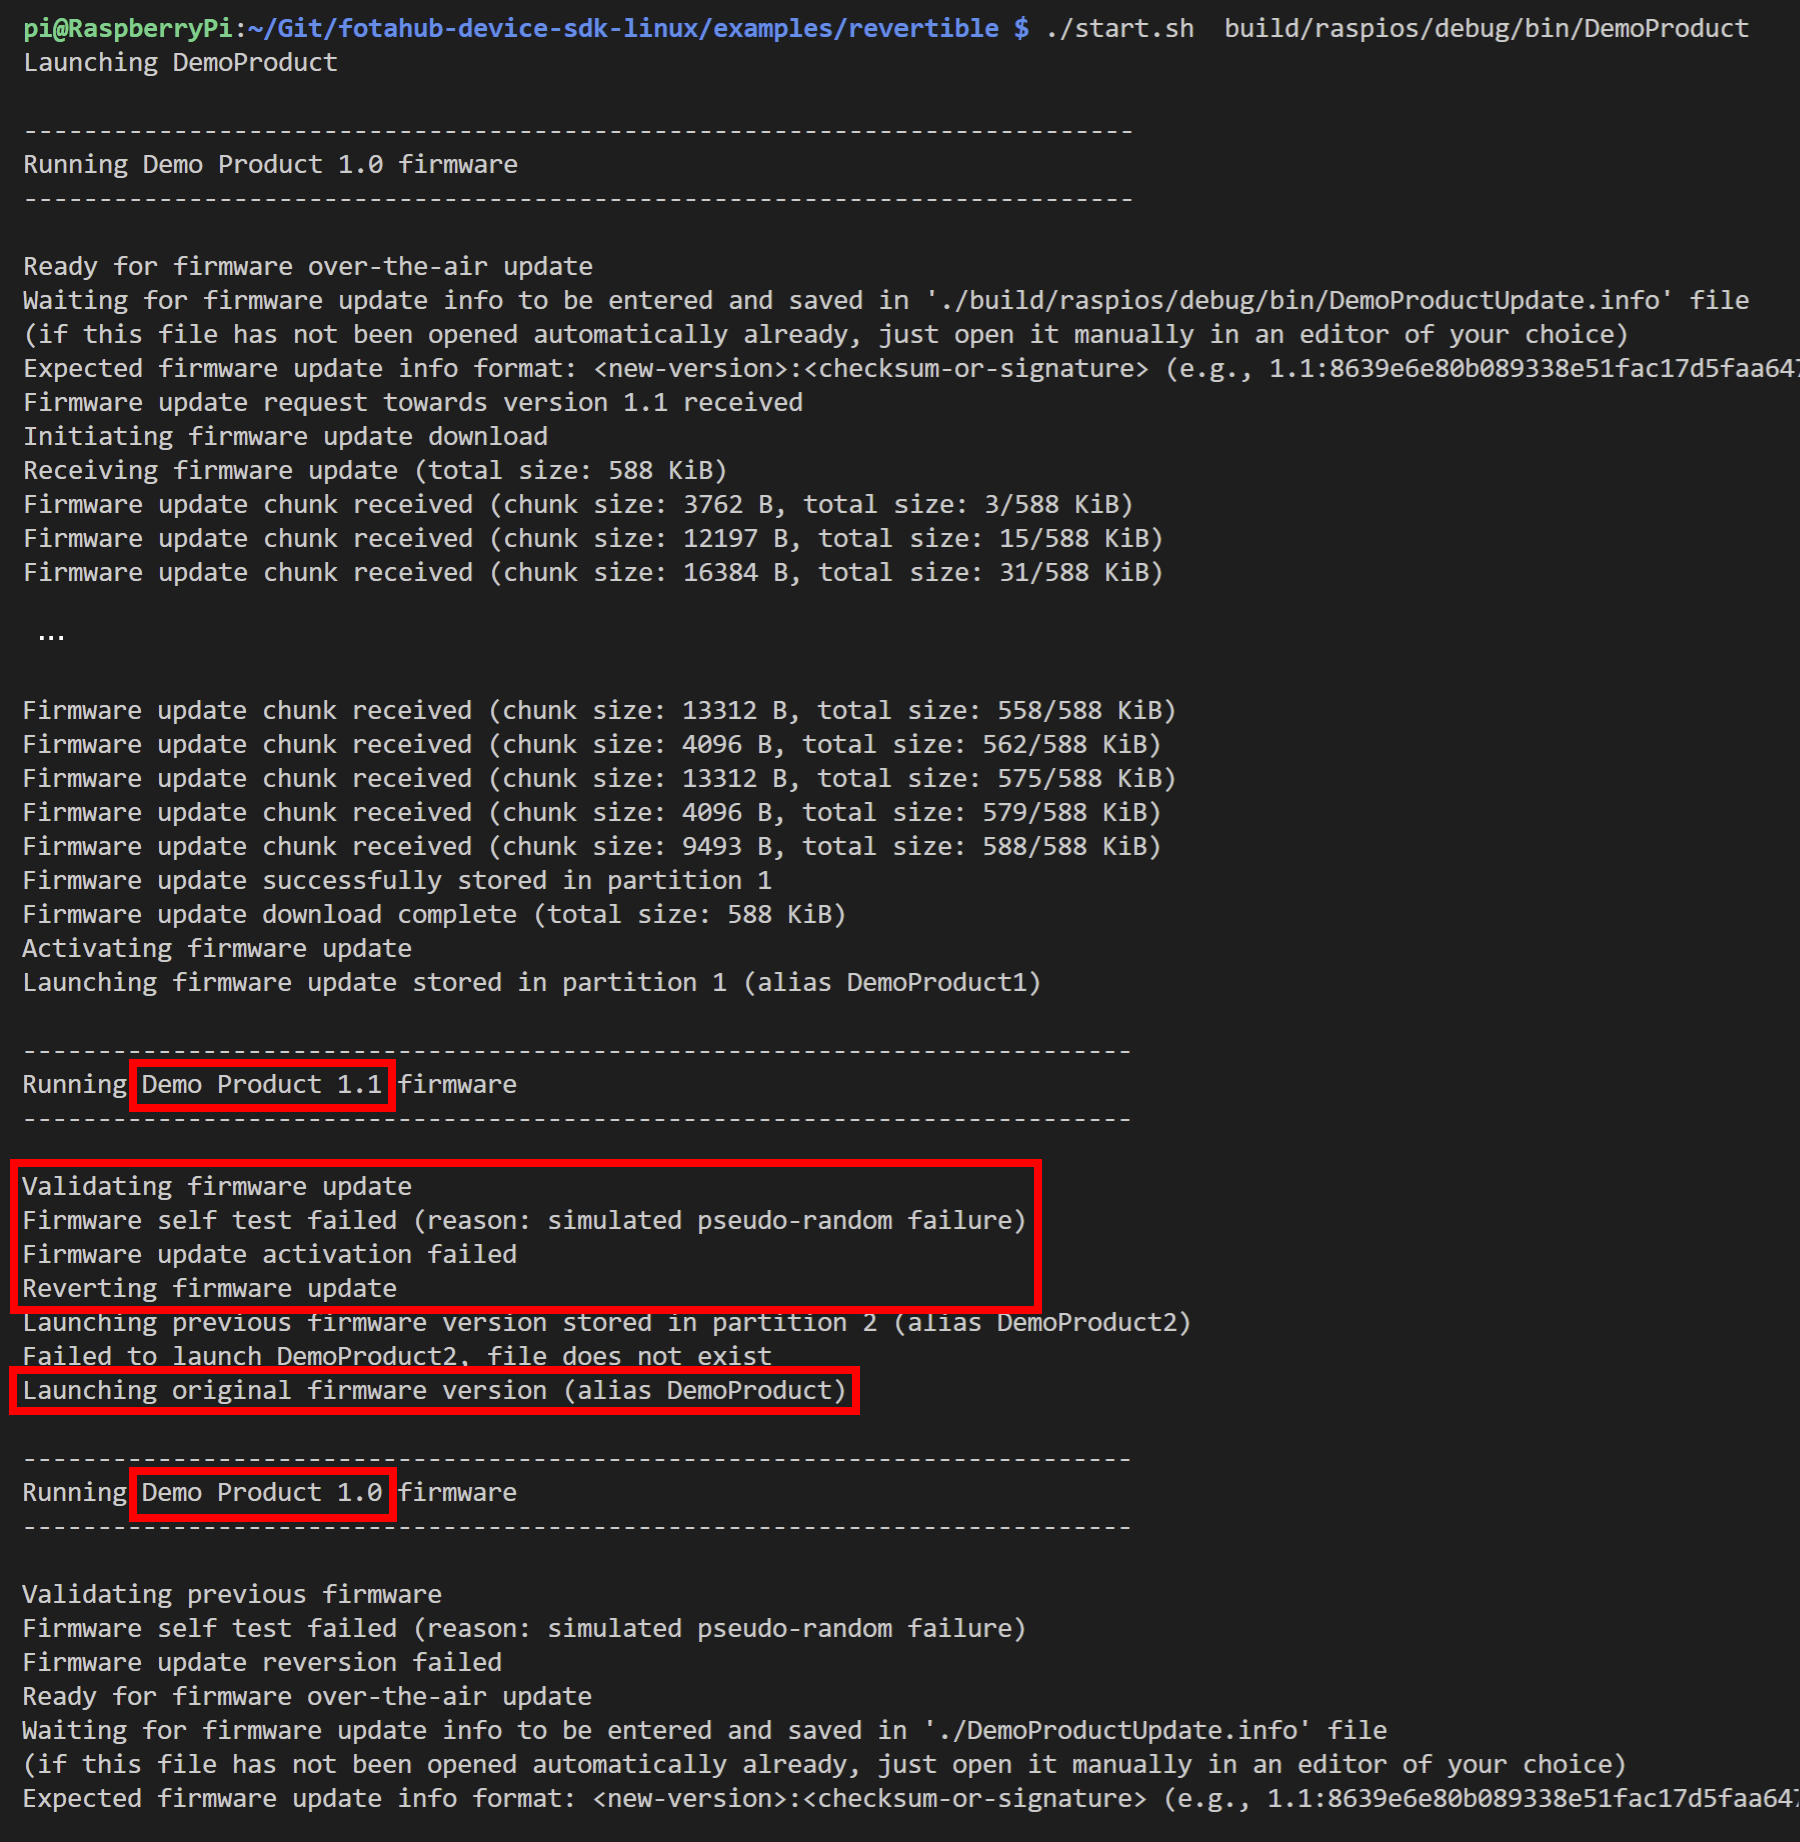 pi@RaspberryPi:~/Git/fotahub-device-sdk-linux/examples/revertible $ ./start.sh  build/raspios/debug/bin/DemoProduct
Launching DemoProduct
--------------------------------------------------------------------------
Running Demo Product 1.0 firmware
--------------------------------------------------------------------------
Ready for firmware over-the-air update
Waiting for firmware update info to be entered and saved in './build/raspios/debug/bin/DemoProductUpdate.info' file
(if this file has not been opened automatically already, just open it manually in an editor of your choice)
Expected firmware update info format: <new-version>:<checksum-or-signature> (e.g., 1.1:8639e6e80b089338e51fac17d5faa647
Firmware update request towards version 1.1 received
Initiating firmware update download
Receiving firmware update (total size: 588 KiB)
Firmware update chunk received (chunk size: 3762 B, total size: 3/588 KiB)
Firmware update chunk received (chunk size: 12197 B, total size: 15/588 KiB)
Firmware update chunk received (chunk size: 16384 B, total size: 31/588 KiB)
...
Firmware update chunk received (chunk size: 13312 B, total size: 558/588 KiB)
Firmware update chunk received (chunk size: 4096 B, total size: 562/588 KiB)
Firmware update chunk received (chunk size: 13312 B, total size: 575/588 KiB)
Firmware update chunk received (chunk size: 4096 B, total size: 579/588 KiB)
Firmware update chunk received (chunk size: 9493 B, total size: 588/588 KiB)
Firmware update successfully stored in partition 1
Firmware update download complete (total size: 588 KiB)
Activating firmware update
Launching firmware update stored in partition 1 (alias DemoProduct1)
--------------------------------------------------------------------------
Running Demo Product 1.1 firmware
--------------------------------------------------------------------------
Validating firmware update
Firmware self test failed (reason: simulated pseudo-random failure)
Firmware update activation failed
Reverting firmware update
Launching previous firmware version stored in partition 2 (alias DemoProduct2)
Failed to launch DemoProduct2, file does not exist
Launching original firmware version (alias DemoProduct)
--------------------------------------------------------------------------
Running Demo Product 1.0 firmware
--------------------------------------------------------------------------
Validating previous firmware
Firmware self test failed (reason: simulated pseudo-random failure)
Firmware update reversion failed
Ready for firmware over-the-air update
Waiting for firmware update info to be entered and saved in './DemoProductUpdate.info' file
(if this file has not been opened automatically already, just open it manually in an editor of your choice)
Expected firmware update info format: <new-version>:<checksum-or-signature> (e.g., 1.1:8639e6e80b089338e51fac17d5faa647